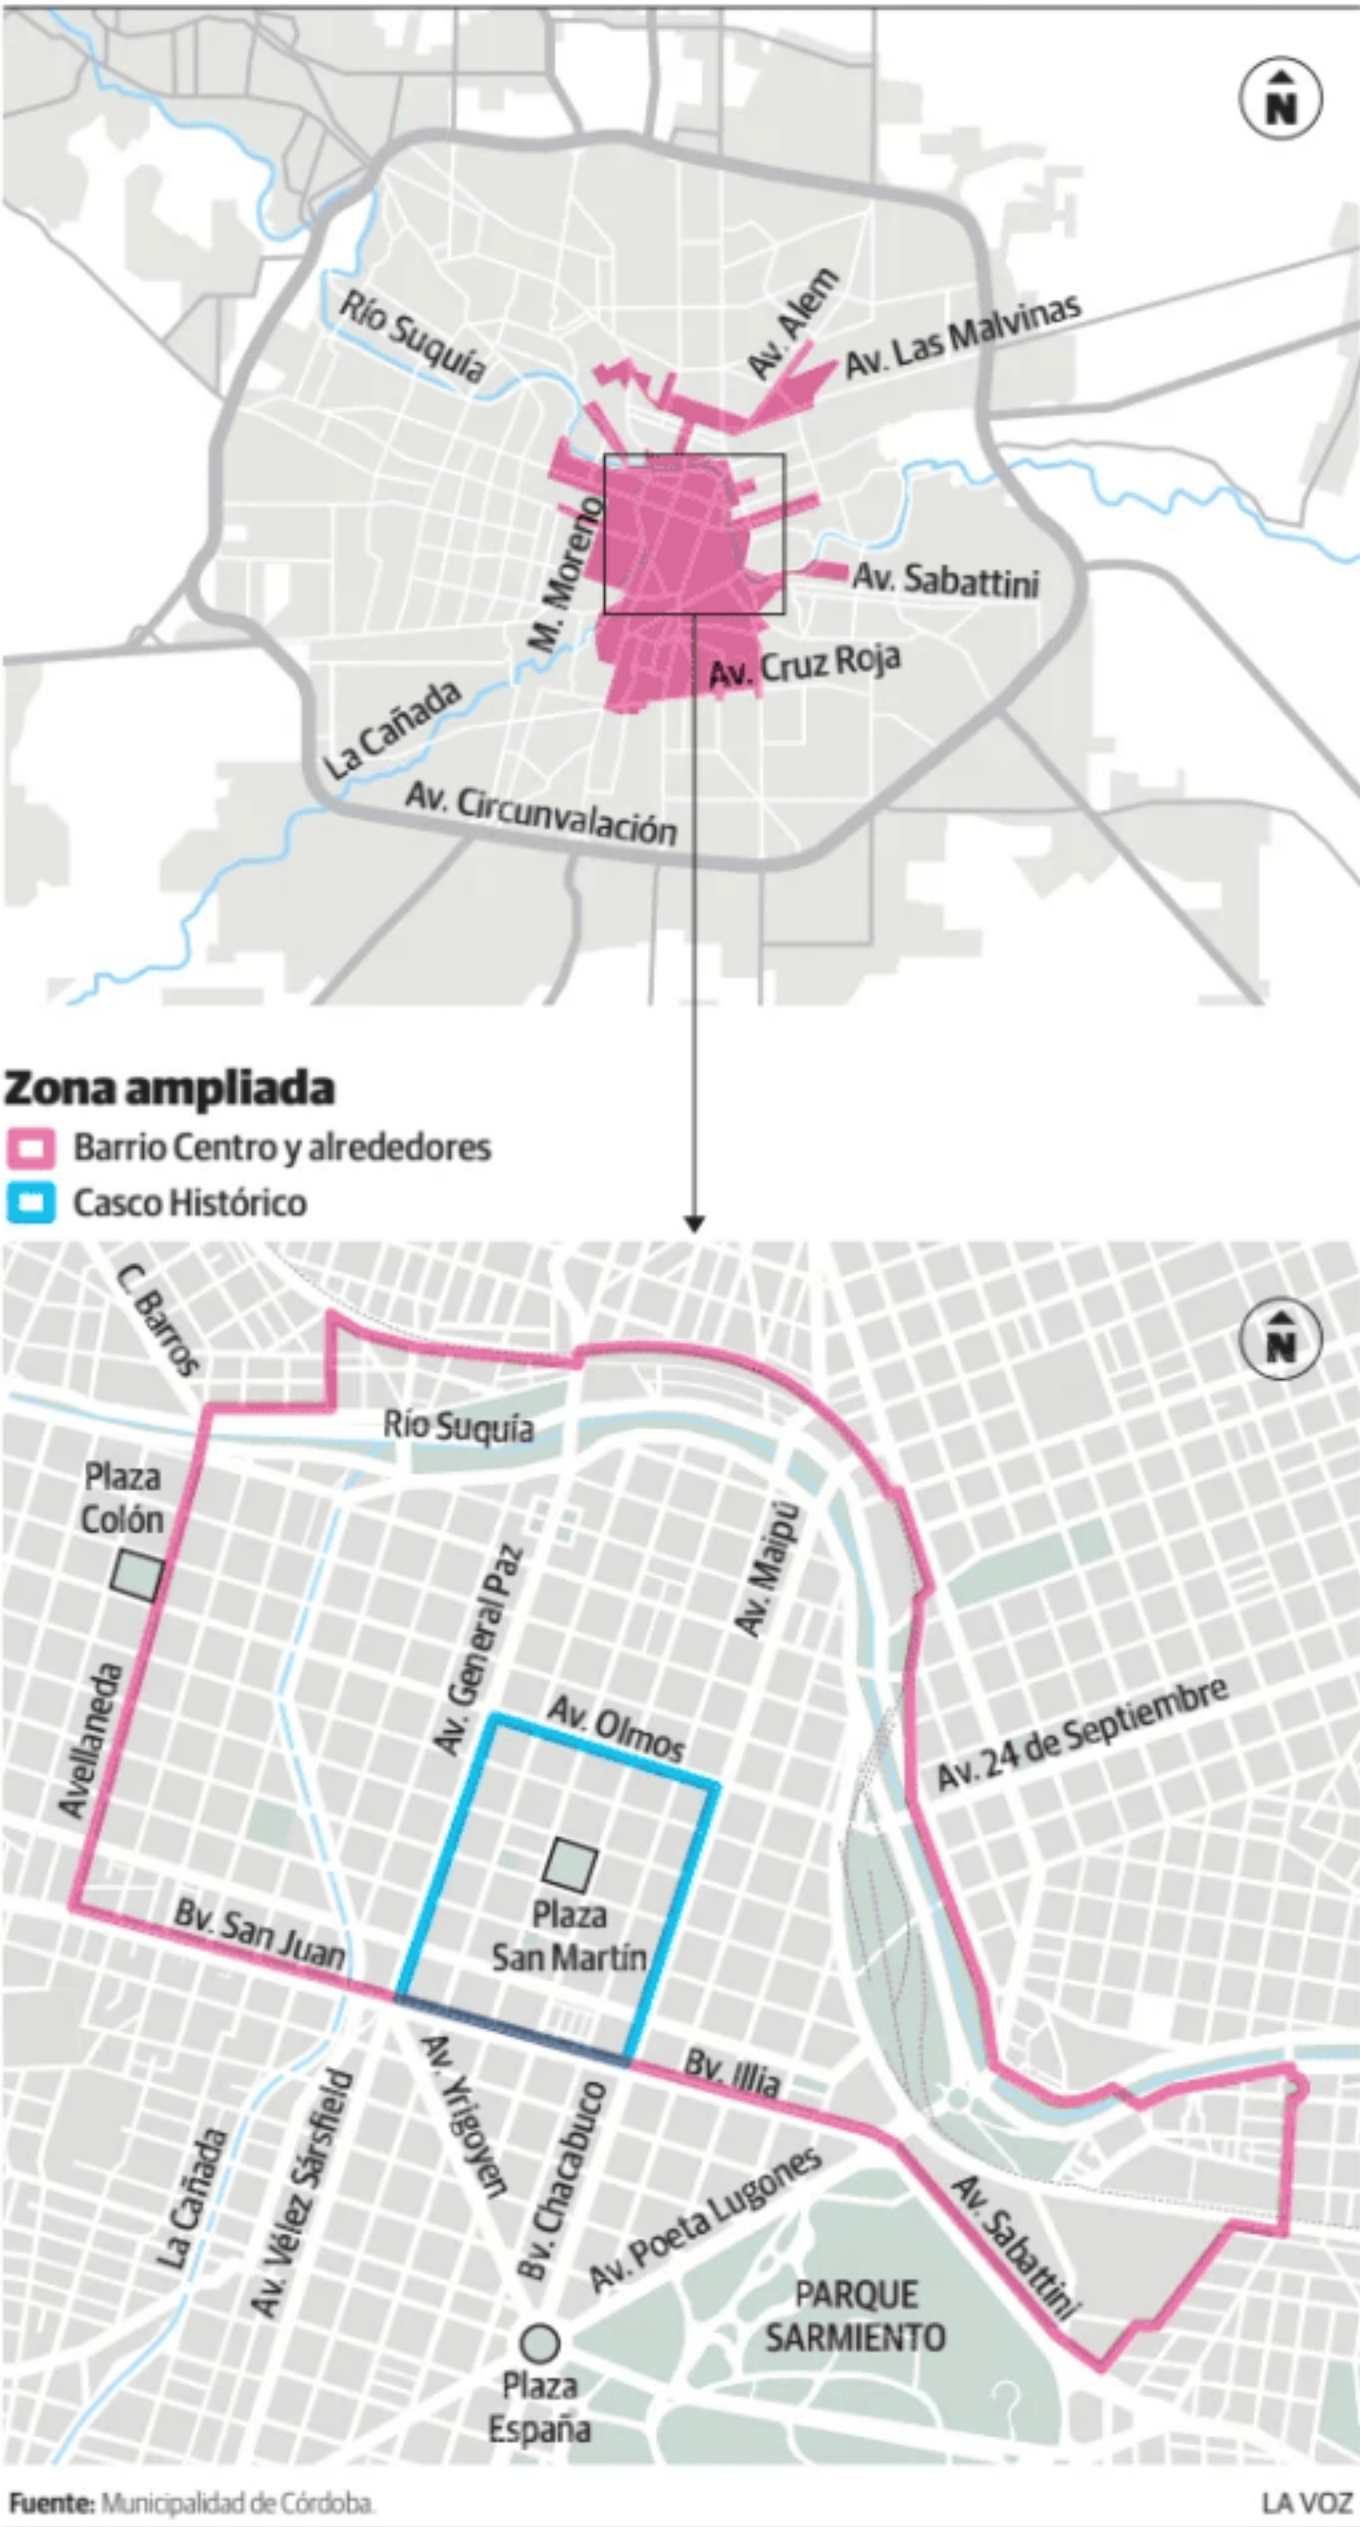 N
Av. Alem
Av. Las Malvinas
Río Suquía
M. Moreno
Av. Sabattini
Av. Cruz Roja
La Cañada
Av. Circunvalación
Zona ampliada
Barrio Centro y alrededores
Casco Histórico
C. Barros
N
Río Suquía
Plaza
Colón
Av. General Paz
Av. Maipú
Avellaneda
Av. Olmos
Av. 24 de Septiembre
Plaza
San Martín
Bv. San Juan
Bv. Illia
Av. Yrigoyen
Bv. Chacabuco
Av. Vélez Sársfield
La Cañada
Av. Poeta Lugones
Av. Sabattini
PARQUE
SARMIENTO
Plaza
España
Fuente: Municipalidad de Córdoba.
LA VOZ